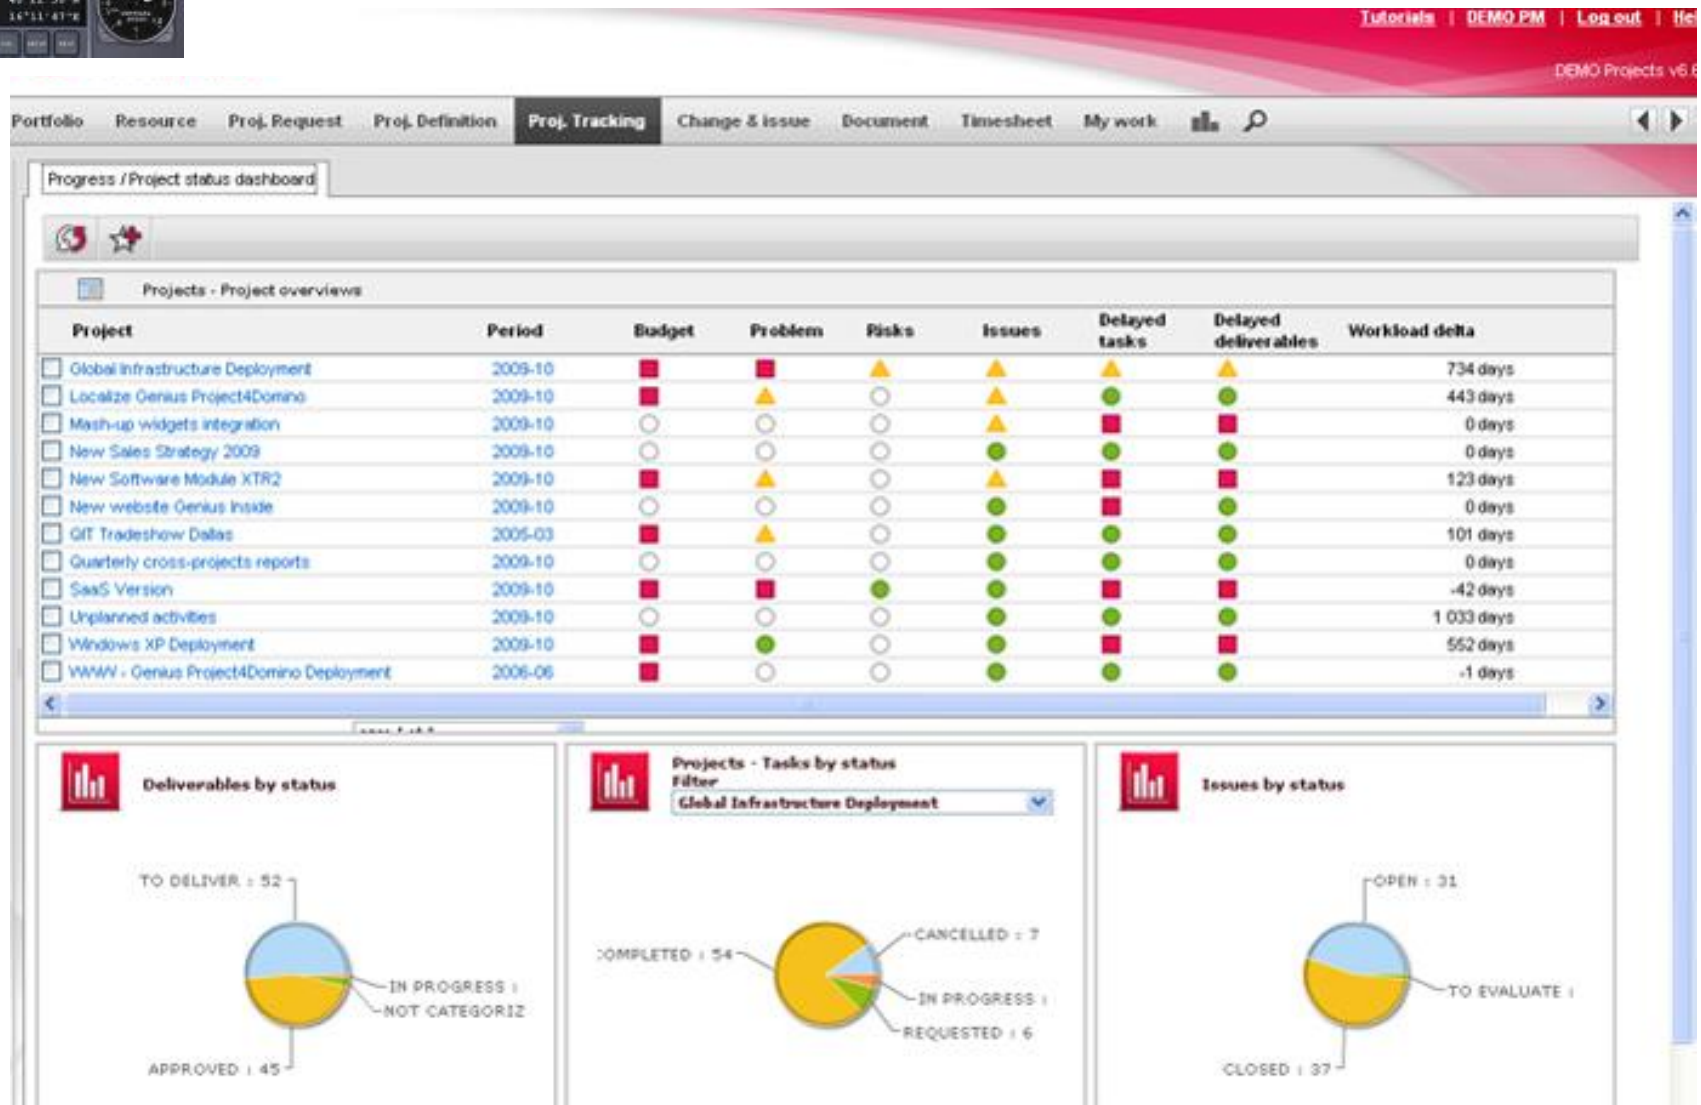 16°11'47"E
Tutorials | DEMO PM | Log out | Hel
DEMO Projects v6.6
Portfolio Resource Proj. Request Proj. Definition Proj. Tracking Change & issue Document Timesheet My work
Progress / Project status dashboard
Projects - Project overviews
Project Period Budget Problem Risks Issues Delayed tasks Delayed deliverables Workload delta
Global Infrastructure Deployment 2009-10 734 days
Localize Genius Project4Domino 2009-10 443 days
Mash-up widgets integration 2009-10 0 days
New Sales Strategy 2009 2009-10 0 days
New Software Module XTR2 2009-10 123 days
New website Genius Inside 2009-10 0 days
GIT Tradeshow Dallas 2005-03 101 days
Quarterly cross-projects reports 2009-10 0 days
SaaS Version 2009-10 -42 days
Unplanned activities 2009-10 1 033 days
Windows XP Deployment 2009-10 552 days
WWW - Genius Project4Domino Deployment 2006-06 -1 days
Deliverables by status
TO DELIVER : 52
IN PROGRESS :
NOT CATEGORIZ
APPROVED : 45
Projects - Tasks by status
Filter
Global Infrastructure Deployment
COMPLETED : 54
CANCELLED : 7
IN PROGRESS :
REQUESTED : 6
Issues by status
OPEN : 31
TO EVALUATE :
CLOSED : 37